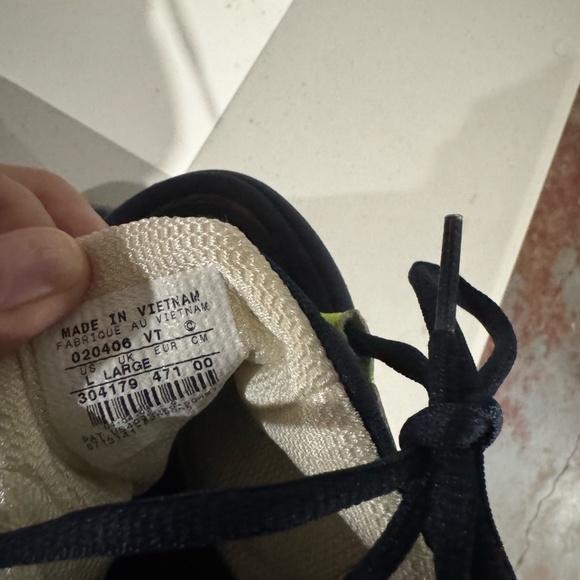 MADE IN VIETNAM
FABRIQUE AU VIETNAM
020406 VT ©
US UK EUR CM
L LARGE
304179 471 00